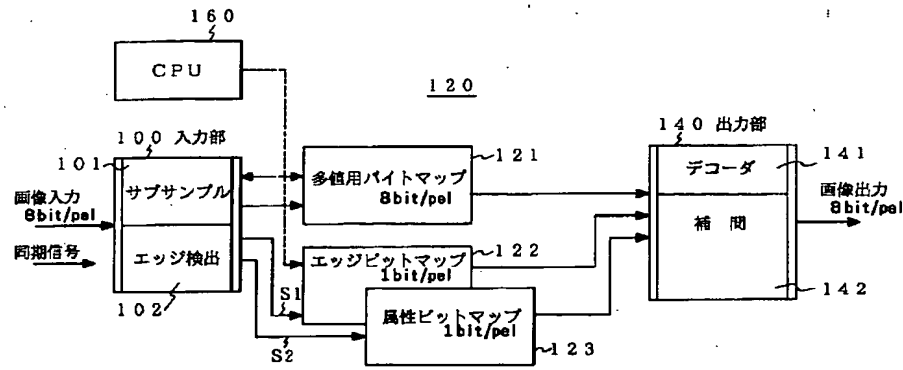 160
CPU
120
100 入力部
101
サブサンプル
エッジ検出
102
画像入力
8bit/pel
同期信号
121
多値用バイトマップ
8bit/pel
122
エッジビットマップ
1bit/pel
S1
S2
属性ビットマップ
1bit/pel
123
140 出力部
デコーダ
141
補間
142
画像出力
8bit/pel